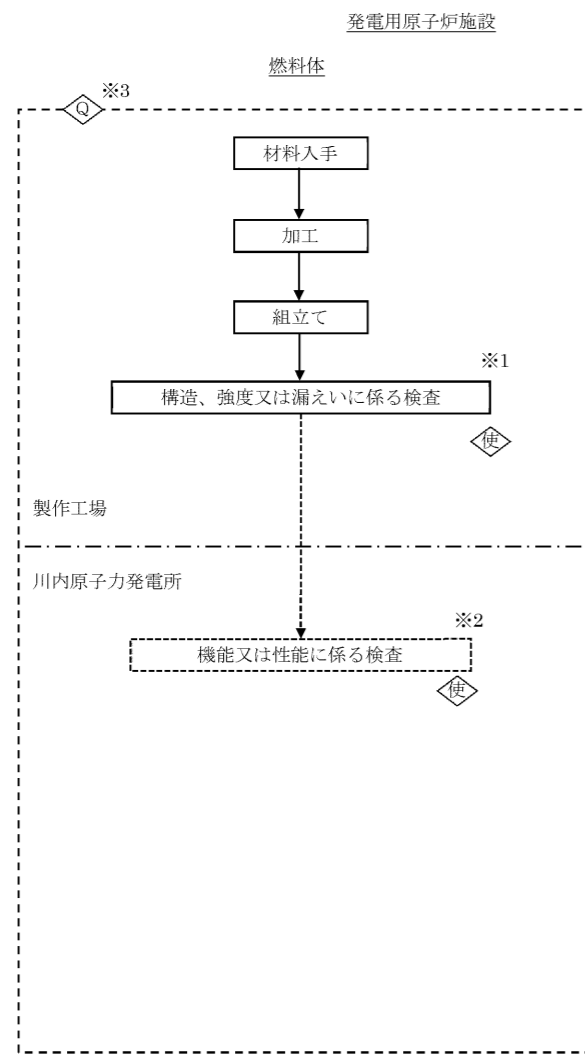 発電用原子炉施設
燃料体
Q ※3
材料入手
加工
組立て
※1
構造、強度又は漏えいに係る検査
使
製作工場
川内原子力発電所
※2
機能又は性能に係る検査
使